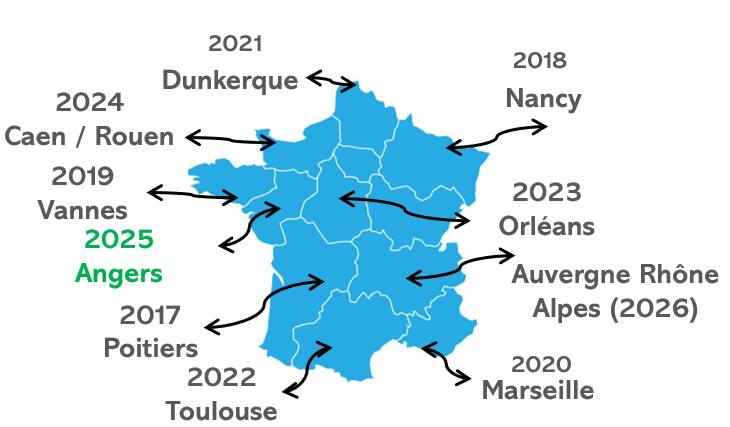 2021
Dunkerque
2018
Nancy
2024
Caen / Rouen
2019
Vannes
2023
Orléans
2025
Angers
Auvergne Rhône
Alpes (2026)
2017
Poitiers
2022
Toulouse
2020
Marseille